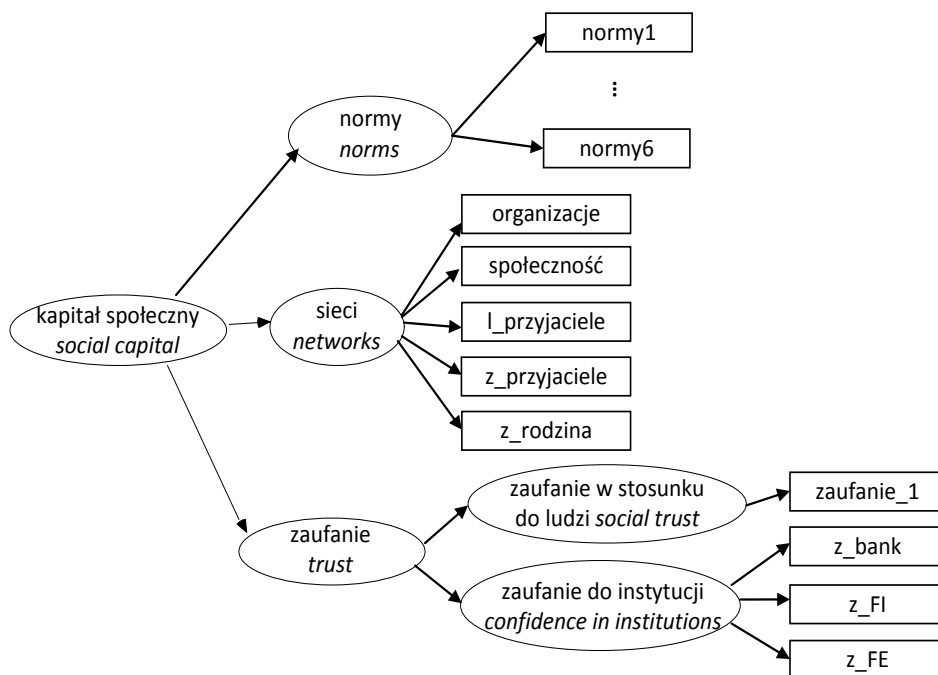 normy1
⋮
normy
norms
normy6
organizacje
społeczność
kapitał społeczny
social capital
sieci
networks
l_przyjaciele
z_przyjaciele
z_rodzina
zaufanie w stosunku
do ludzi social trust
zaufanie_1
zaufanie
trust
z_bank
zaufanie do instytucji
confidence in institutions
z_FI
z_FE